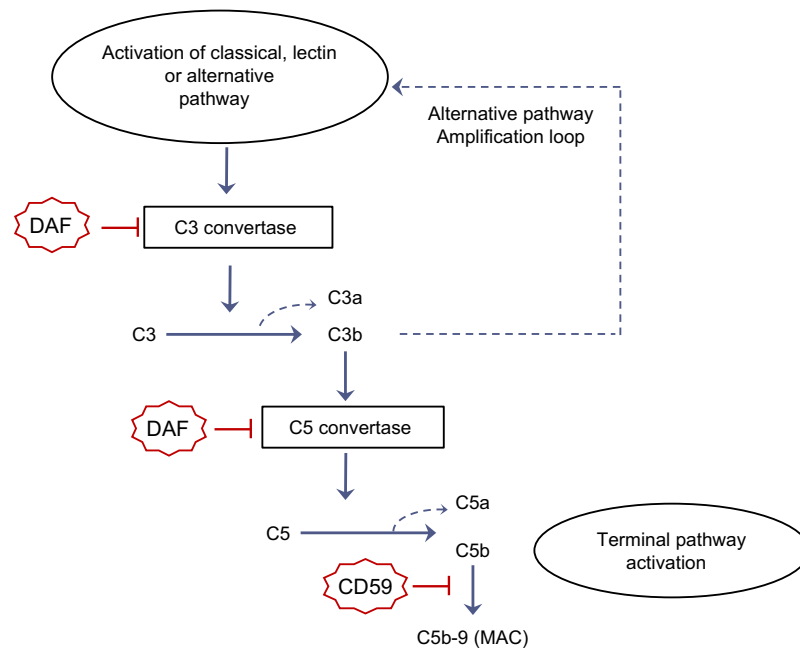 Activation of classical, lectin
or alternative
pathway
Alternative pathway
Amplification loop
DAF
C3 convertase
C3a
C3
C3b
DAF
C5 convertase
C5a
C5
C5b
Terminal pathway
activation
CD59
C5b-9 (MAC)